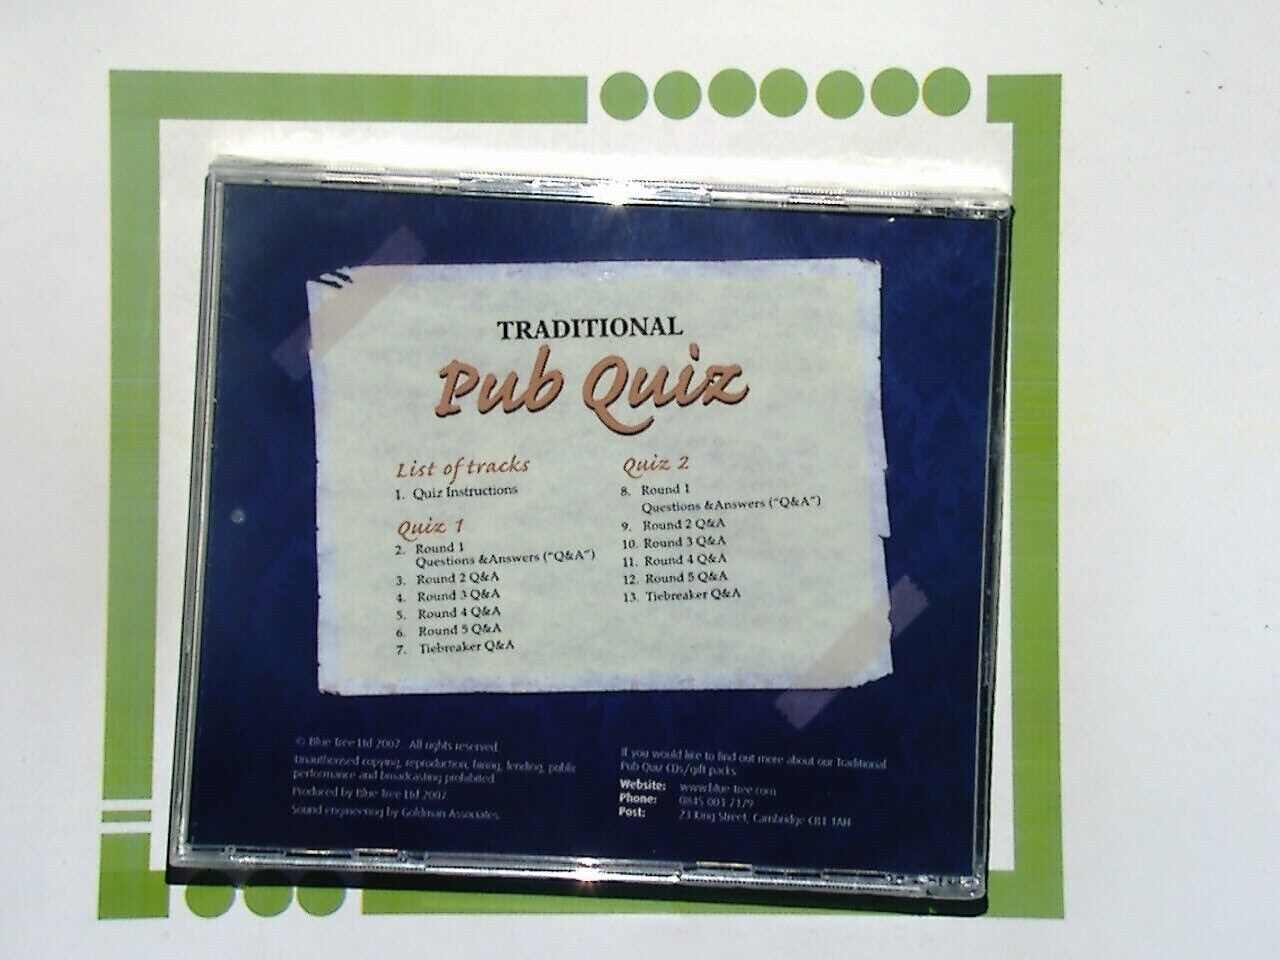 TRADITIONAL
Pub Quiz
List of tracks
1. Quiz Instructions
Quiz 1
2. Round 1
Questions &Answers ("Q&A")
3. Round 2 Q&A
4. Round 3 Q&A
5. Round 4 Q&A
6. Round 5 Q&A
7. Tiebreaker Q&A
Quiz 2
8. Round 1
Questions &Answers ("Q&A")
9. Round 2 Q&A
10. Round 3 Q&A
11. Round 4 Q&A
12. Round 5 Q&A
13. Tiebreaker Q&A
© Blue Tree Ltd 2007. All rights reserved.
Unauthorised copying, reproduction, hiring, lending, public
performance and broadcasting prohibited.
Produced by Blue Tree Ltd 2007
Sound engineering by Goldman Associates.
If you would like to find out more about our Traditional
Pub Quiz CDs/gift packs.
Website: www.blue-tree.com
Phone: 0845 001 7179
Post: 23 King Street, Cambridge CB1 1AH